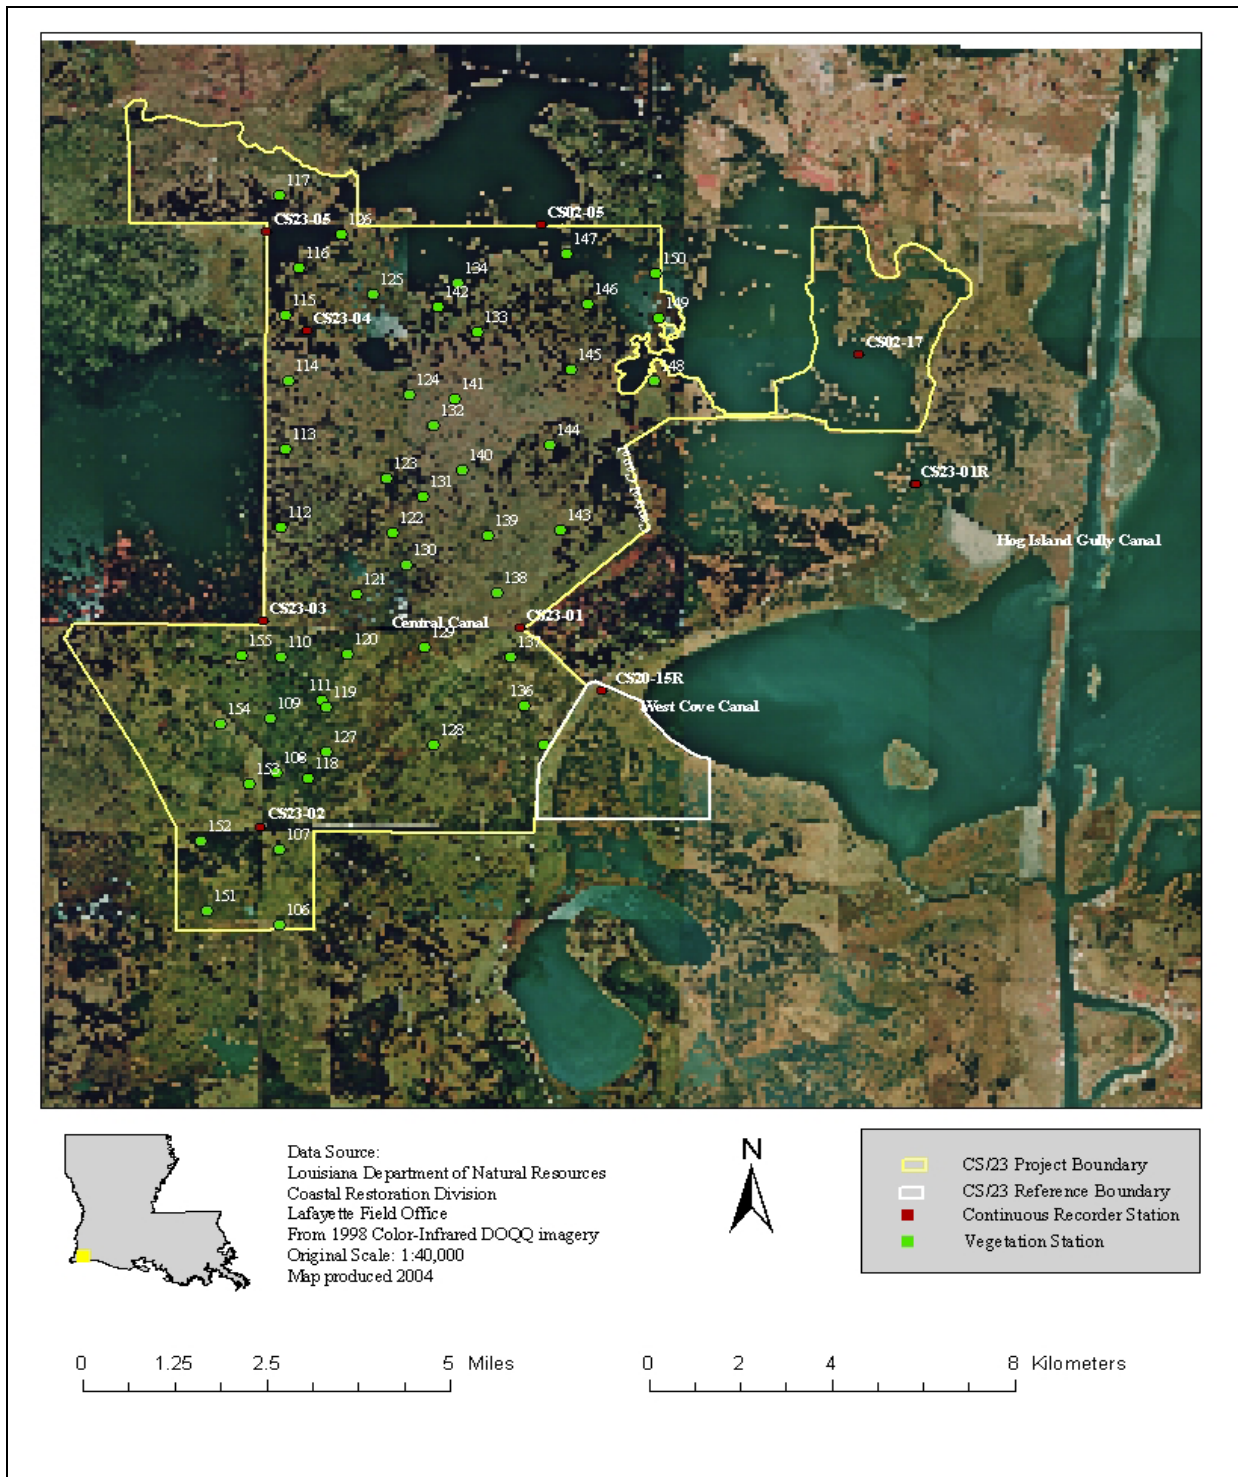 117
CS23-05
126
CS02-05
147
116
125
134
150
142
146
115
CS23-04
133
149
CS02-17
114
145
148
124
141
132
113
144
140
123
131
CS23-01R
112
122
139
143
Hog Island Gully Canal
130
121
138
CS23-03
Central Canal
CS23-01
155
110
120
129
137
CS20-15R
111
119
136
West Cove Canal
154
109
127
128
153
108
118
CS23-02
152
107
151
106
Data Source:
Louisiana Department of Natural Resources
Coastal Restoration Division
Lafayette Field Office
From 1998 Color-Infrared DOQQ imagery
Original Scale: 1:40,000
Map produced 2004
N
CS/23 Project Boundary
CS/23 Reference Boundary
Continuous Recorder Station
Vegetation Station
0 1.25 2.5 5 Miles
0 2 4 8 Kilometers